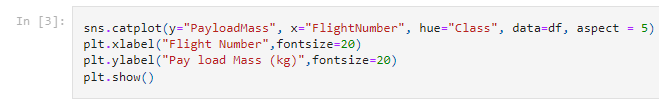 In [3]:
sns.catplot(y="PayloadMass", x="FlightNumber", hue="Class", data=df, aspect = 5)
plt.xlabel("Flight Number",fontsize=20)
plt.ylabel("Pay load Mass (kg)",fontsize=20)
plt.show()